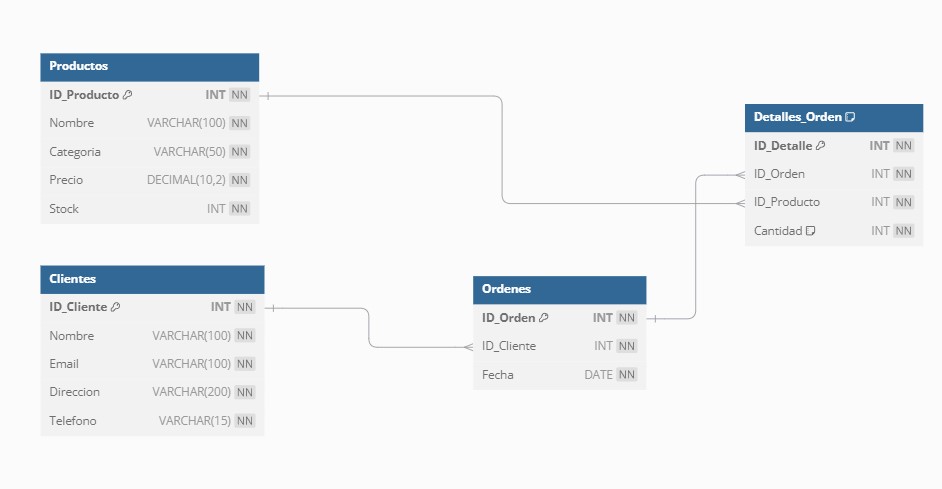 Productos
ID_Producto INT NN
Nombre VARCHAR(100) NN
Categoria VARCHAR(50) NN
Precio DECIMAL(10,2) NN
Stock INT NN
Detalles_Orden
ID_Detalle INT NN
ID_Orden INT NN
ID_Producto INT NN
Cantidad INT NN
Clientes
ID_Cliente INT NN
Nombre VARCHAR(100) NN
Email VARCHAR(100) NN
Direccion VARCHAR(200) NN
Telefono VARCHAR(15) NN
Ordenes
ID_Orden INT NN
ID_Cliente INT NN
Fecha DATE NN